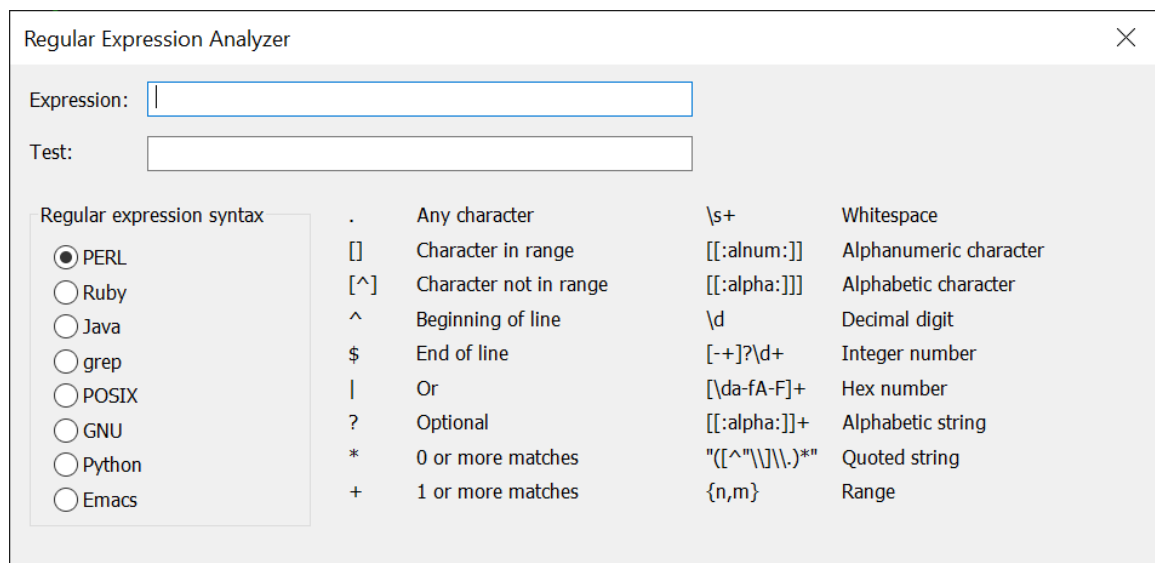 Regular Expression Analyzer
Expression:
Test:
Regular expression syntax
PERL
Ruby
Java
grep
POSIX
GNU
Python
Emacs
. Any character \s+ Whitespace
[] Character in range [[:alnum:]] Alphanumeric character
[^] Character not in range [[:alpha:]]] Alphabetic character
^ Beginning of line \d Decimal digit
$ End of line [-+]?\d+ Integer number
| Or [\da-fA-F]+ Hex number
? Optional [[:alpha:]]+ Alphabetic string
* 0 or more matches "([^"\\]\\.)*" Quoted string
+ 1 or more matches {n,m} Range